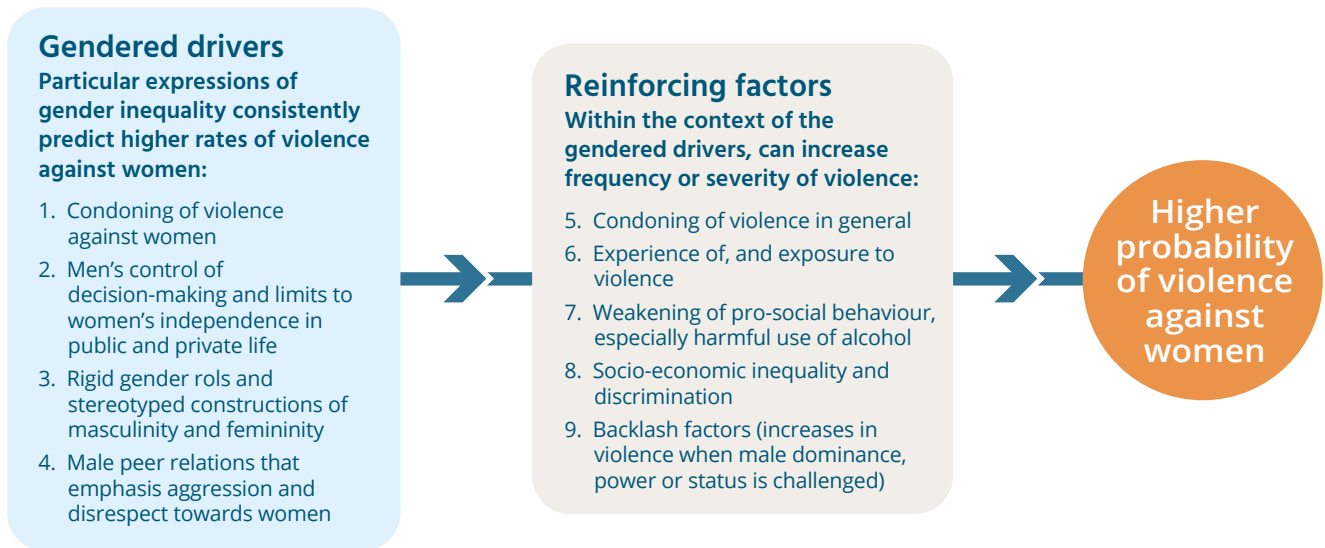 Gendered drivers
Particular expressions of
gender inequality consistently
predict higher rates of violence
against women:
1. Condoning of violence
against women
2. Men’s control of
decision-making and limits to
women’s independence in
public and private life
3. Rigid gender rols and
stereotyped constructions of
masculinity and femininity
4. Male peer relations that
emphasis aggression and
disrespect towards women
Reinforcing factors
Within the context of the
gendered drivers, can increase
frequency or severity of violence:
5. Condoning of violence in general
6. Experience of, and exposure to
violence
7. Weakening of pro-social behaviour,
especially harmful use of alcohol
8. Socio-economic inequality and
discrimination
9. Backlash factors (increases in
violence when male dominance,
power or status is challenged)
Higher
probability
of violence
against
women